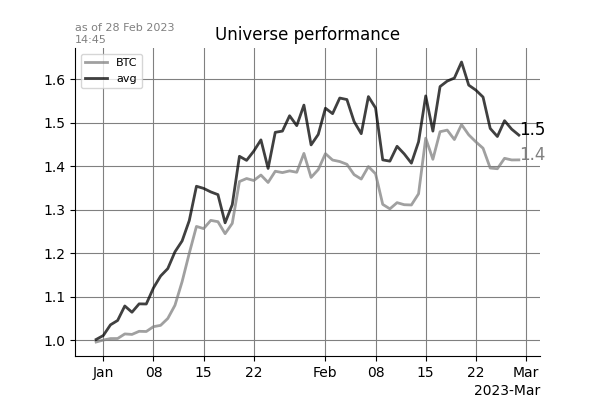 as of 28 Feb 2023
14:45
Universe performance
BTC
avg
1.6
1.5
1.4
1.3
1.2
1.1
1.0
1.5
1.4
Jan 08 15 22 Feb 08 15 22 Mar
2023-Mar